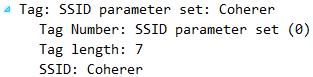 Tag: SSID parameter set: Coherer
Tag Number: SSID parameter set (0)
Tag length: 7
SSID: Coherer